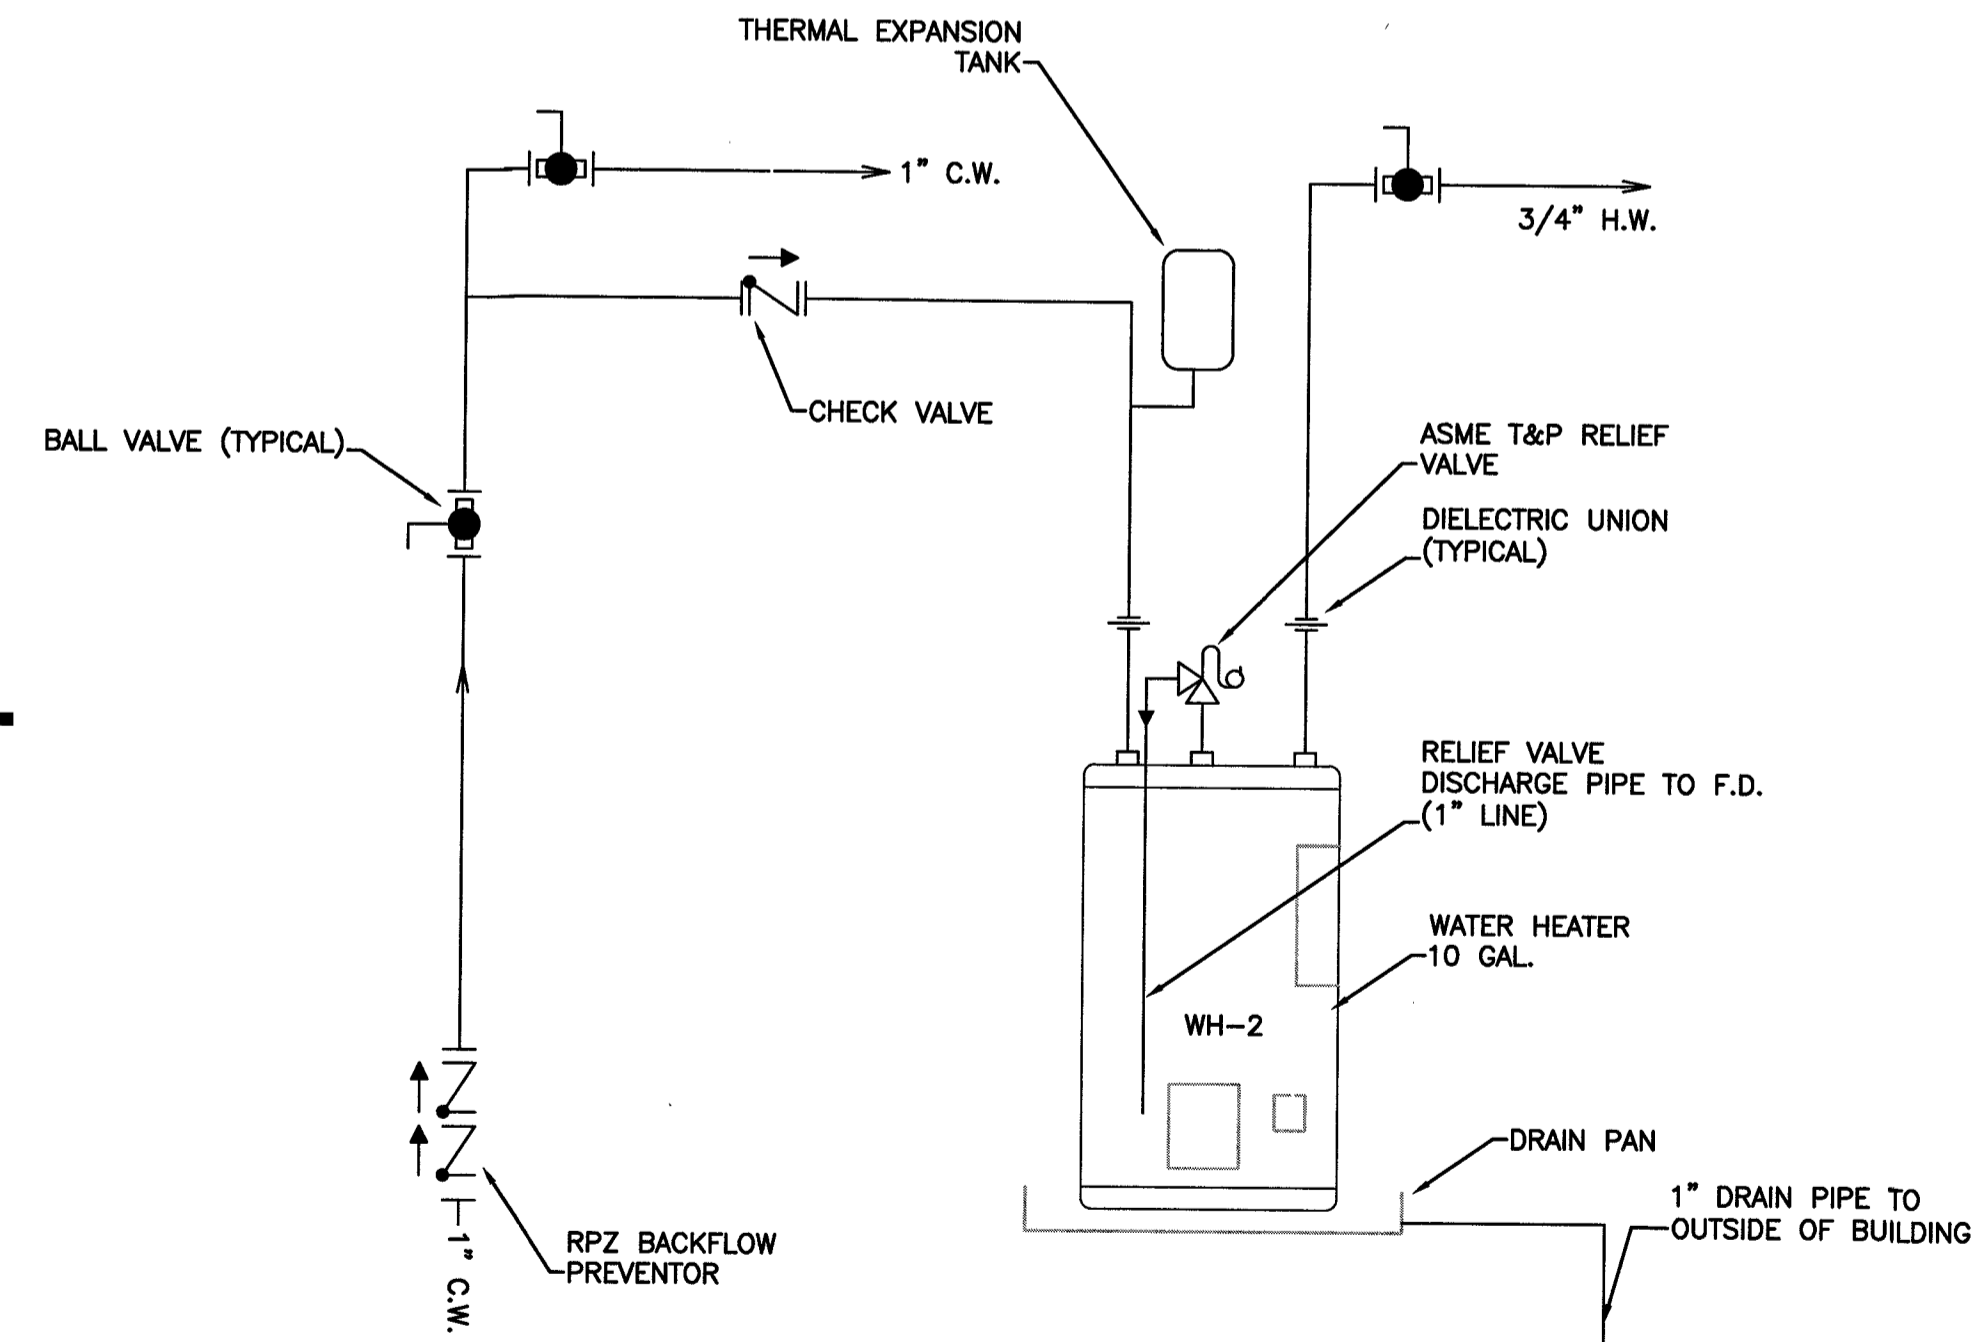 THERMAL EXPANSION
TANK
1" C.W.
3/4" H.W.
CHECK VALVE
BALL VALVE (TYPICAL)
ASME T&P RELIEF
VALVE
DIELECTRIC UNION
(TYPICAL)
RELIEF VALVE
DISCHARGE PIPE TO F.D.
(1" LINE)
WATER HEATER
10 GAL.
WH-2
DRAIN PAN
1" DRAIN PIPE TO
OUTSIDE OF BUILDING
RPZ BACKFLOW
PREVENTOR
1" C.W.